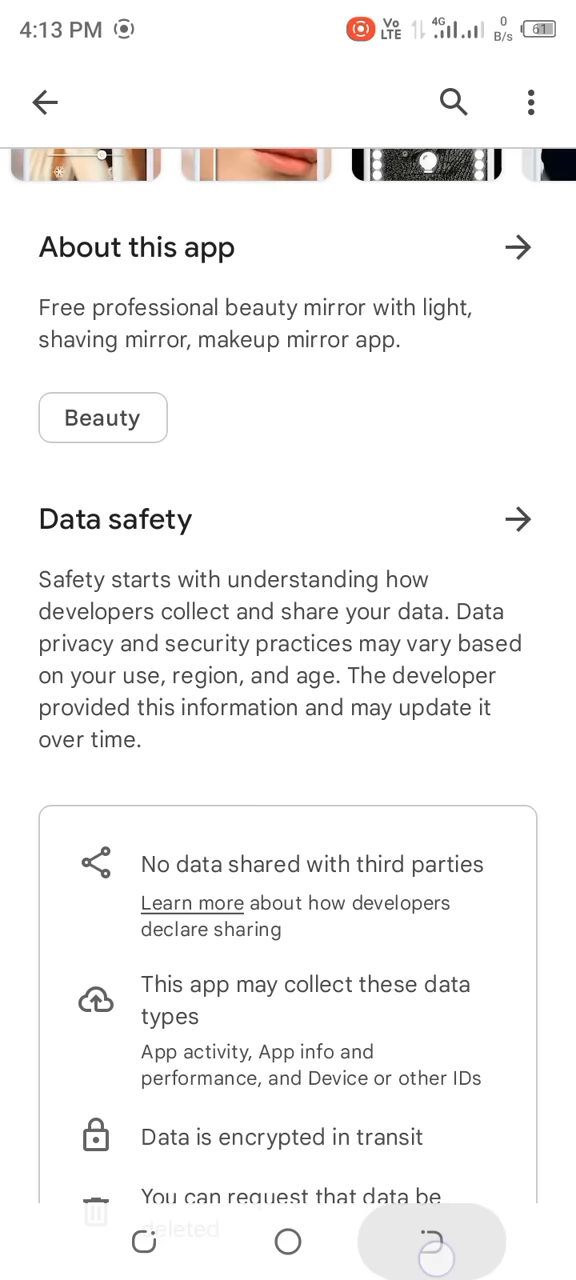 4:13 PM
Vo LTE 4G 0 B/s 61
About this app
Free professional beauty mirror with light,
shaving mirror, makeup mirror app.
Beauty
Data safety
Safety starts with understanding how
developers collect and share your data. Data
privacy and security practices may vary based
on your use, region, and age. The developer
provided this information and may update it
over time.
No data shared with third parties
Learn more about how developers
declare sharing
This app may collect these data
types
App activity, App info and
performance, and Device or other IDs
Data is encrypted in transit
You can request that data be
deleted